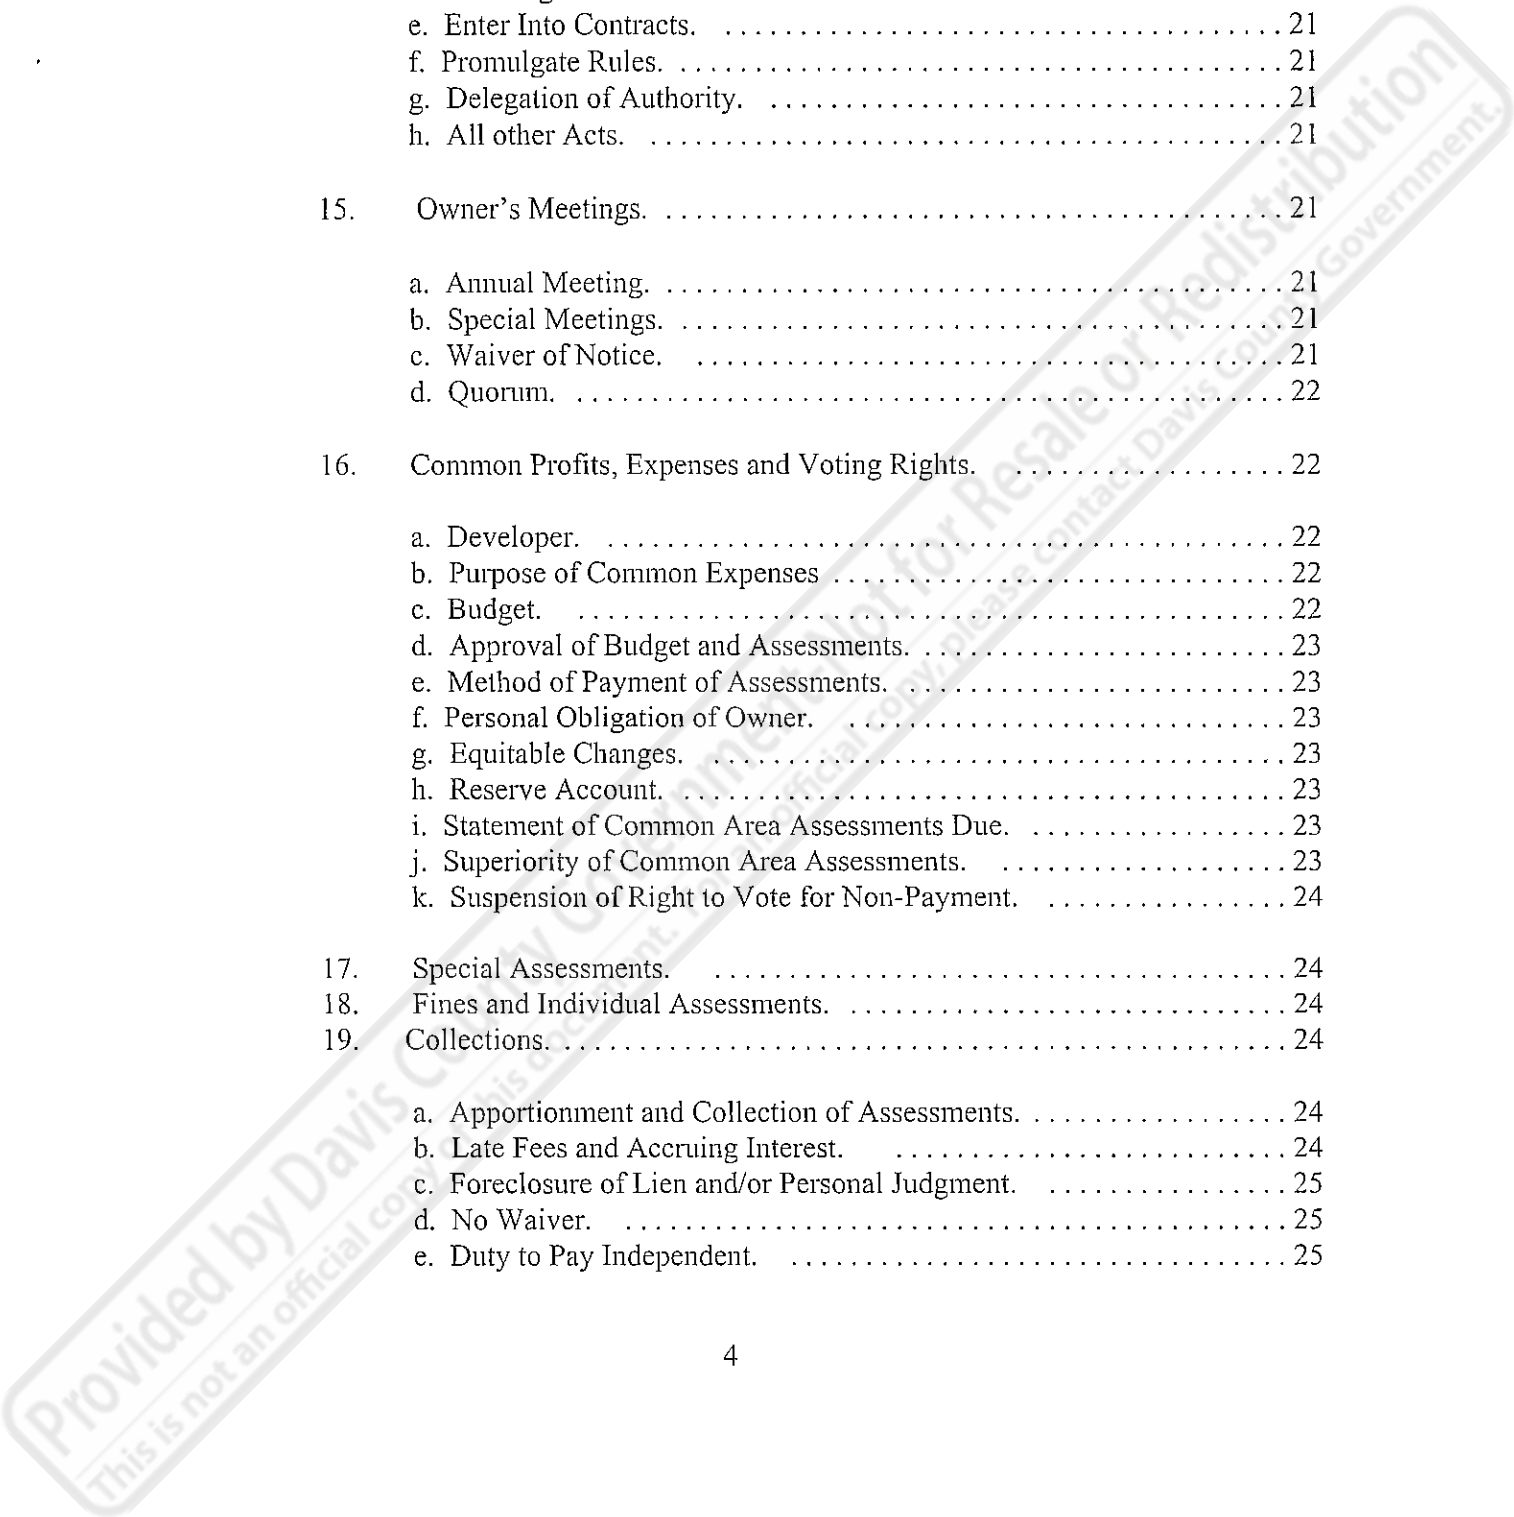 e. Enter Into Contracts. ..................................... 21
f. Promulgate Rules. ........................................ 21
g. Delegation of Authority. .................................. 21
h. All other Acts. .......................................... 21
15. Owner's Meetings. ......................................... 21
a. Annual Meeting. ......................................... 21
b. Special Meetings. ........................................ 21
c. Waiver of Notice. ....................................... 21
d. Quorum. ............................................... 22
16. Common Profits, Expenses and Voting Rights. .................. 22
a. Developer. ............................................. 22
b. Purpose of Common Expenses .............................. 22
c. Budget. ............................................... 22
d. Approval of Budget and Assessments. ........................ 23
e. Method of Payment of Assessments. ......................... 23
f. Personal Obligation of Owner. ............................. 23
g. Equitable Changes. ...................................... 23
h. Reserve Account. ........................................ 23
i. Statement of Common Area Assessments Due. ................. 23
j. Superiority of Common Area Assessments. ................... 23
k. Suspension of Right to Vote for Non-Payment. ................ 24
17. Special Assessments. ...................................... 24
18. Fines and Individual Assessments. ............................. 24
19. Collections. ................................................ 24
a. Apportionment and Collection of Assessments. ................. 24
b. Late Fees and Accruing Interest. .......................... 24
c. Foreclosure of Lien and/or Personal Judgment. ................ 25
d. No Waiver. ............................................ 25
e. Duty to Pay Independent. ................................. 25
4
Provided by Davis County Government-Not for Resale or Redistribution
This is not an official copy of this document. For an official copy, please contact Davis County Government.